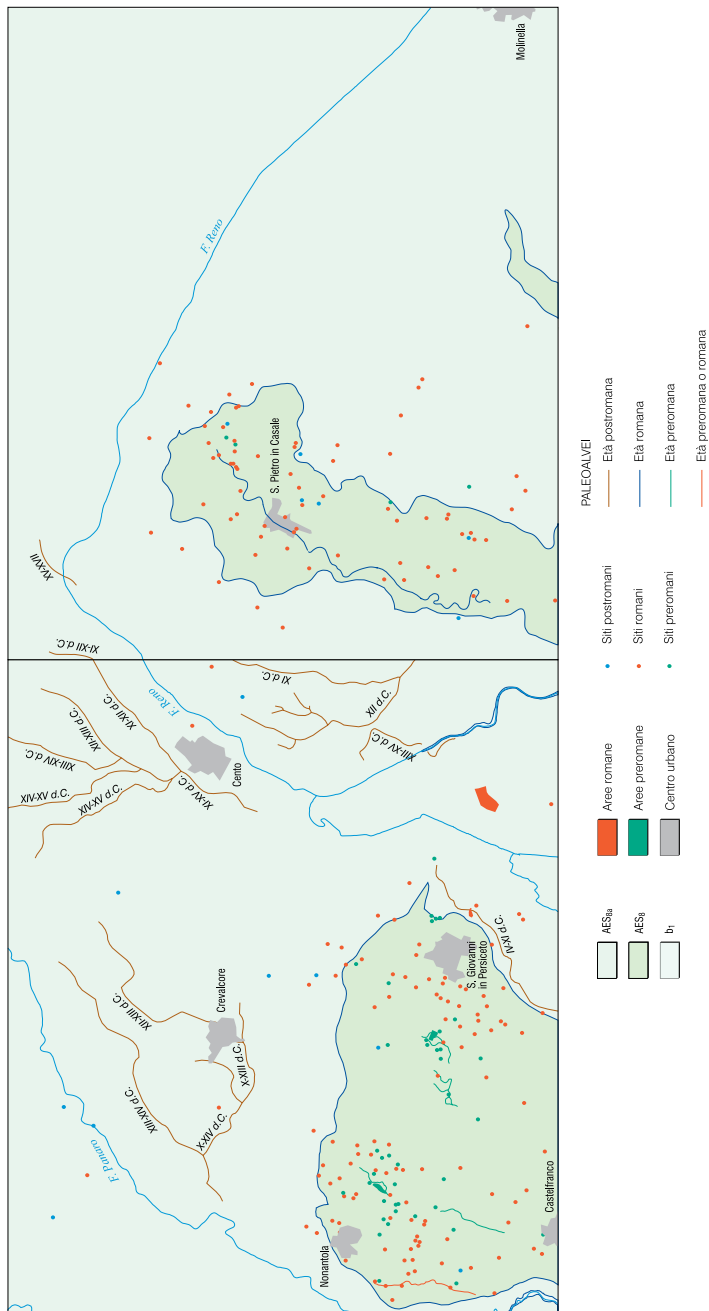 Molinella
F. Reno
S. Pietro in Casale
XV-XVII
XI-XII d.C.
F. Reno
XI-XII d.C.
XII-XIII d.C.
XIII-XIV d.C.
XIV-XV d.C.
XIV-XV d.C.
XI-XV d.C.
Cento
XI d.C.
XII d.C.
XIII-XV d.C.
IV-XI d.C.
S. Giovanni
in Persiceto
Crevalcore
XII-XIII d.C.
XIII-XIV d.C.
X-XIII d.C.
X-XIV d.C.
F. Panaro
Nonantola
Castelfranco
AES8a
AES8
b1
Aree romane
Aree preromane
Centro urbano
Siti postromani
Siti romani
Siti preromani
PALEOALVEI
Età postromana
Età romana
Età preromana
Età preromana o romana